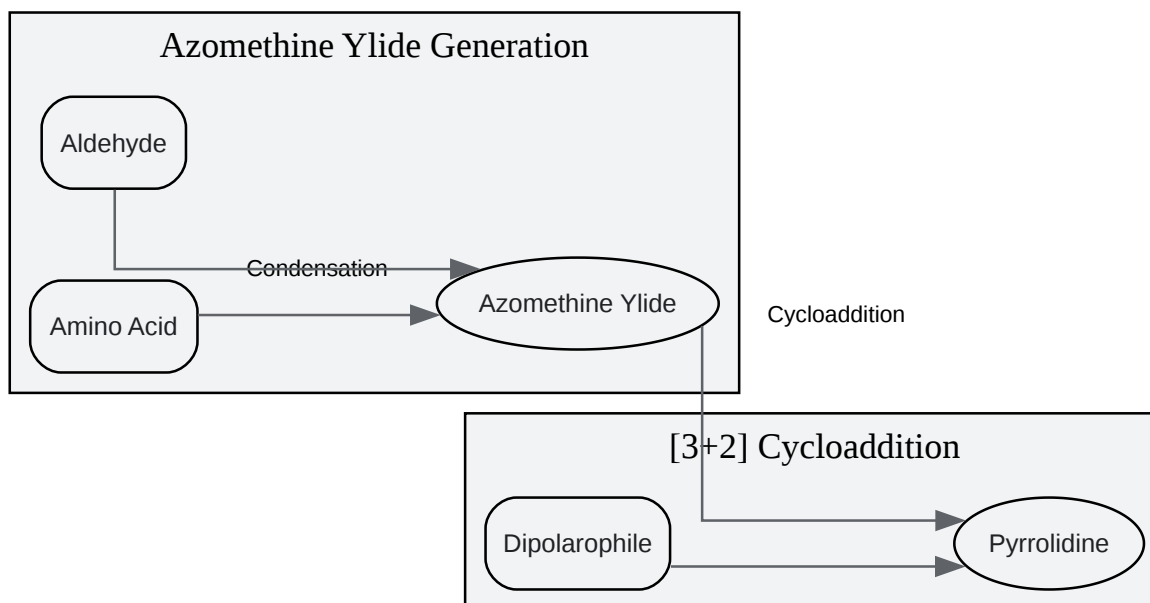 Azomethine Ylide Generation
Aldehyde
Condensation
Amino Acid
Azomethine Ylide
Cycloaddition
[3+2] Cycloaddition
Dipolarophile
Pyrrolidine